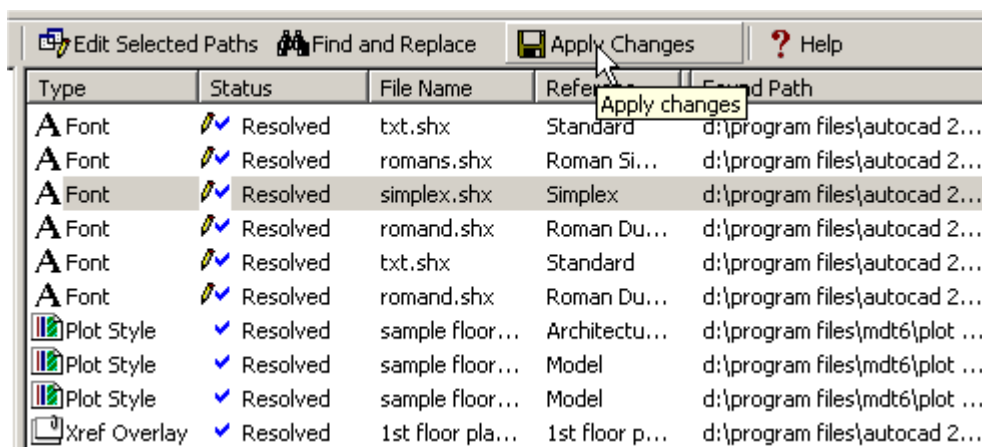 Edit Selected Paths Find and Replace Apply Changes ? Help
Type Status File Name Found Path
Apply changes
Font Resolved txt.shx Standard d:\program files\autocad 2...
Font Resolved romans.shx Roman Si... d:\program files\autocad 2...
Font Resolved simplex.shx Simplex d:\program files\autocad 2...
Font Resolved romand.shx Roman Du... d:\program files\autocad 2...
Font Resolved txt.shx Standard d:\program files\autocad 2...
Font Resolved romand.shx Roman Du... d:\program files\autocad 2...
Plot Style Resolved sample floor... Architectu... d:\program files\mdt6\plot ...
Plot Style Resolved sample floor... Model d:\program files\mdt6\plot ...
Plot Style Resolved sample floor... Model d:\program files\mdt6\plot ...
Xref Overlay Resolved 1st floor pla... 1st floor p... d:\program files\autocad 2...